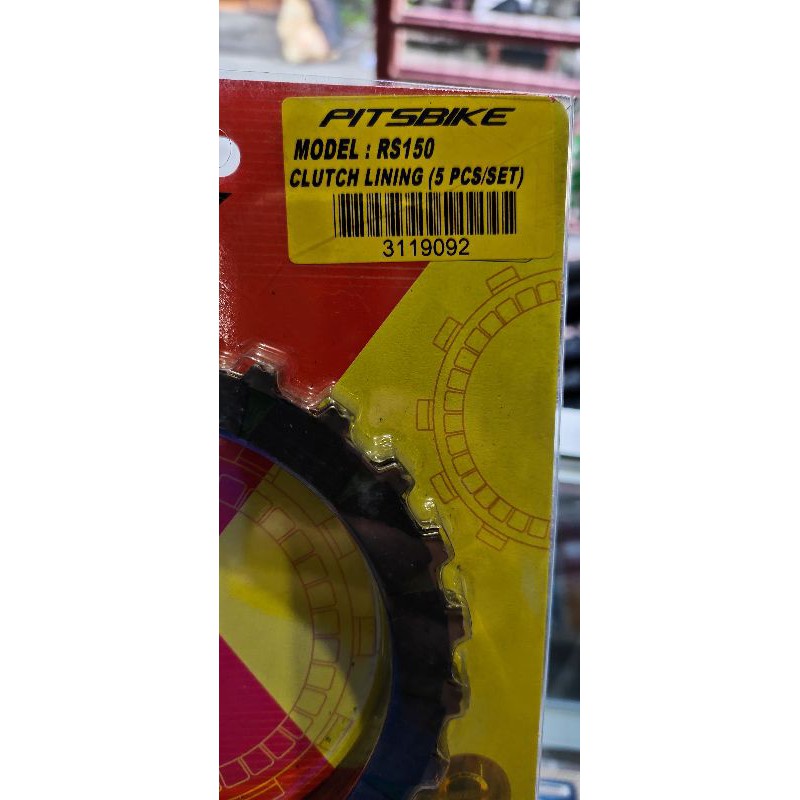 PITSBIKE
MODEL : RS150
CLUTCH LINING (5 PCS/SET)
3119092